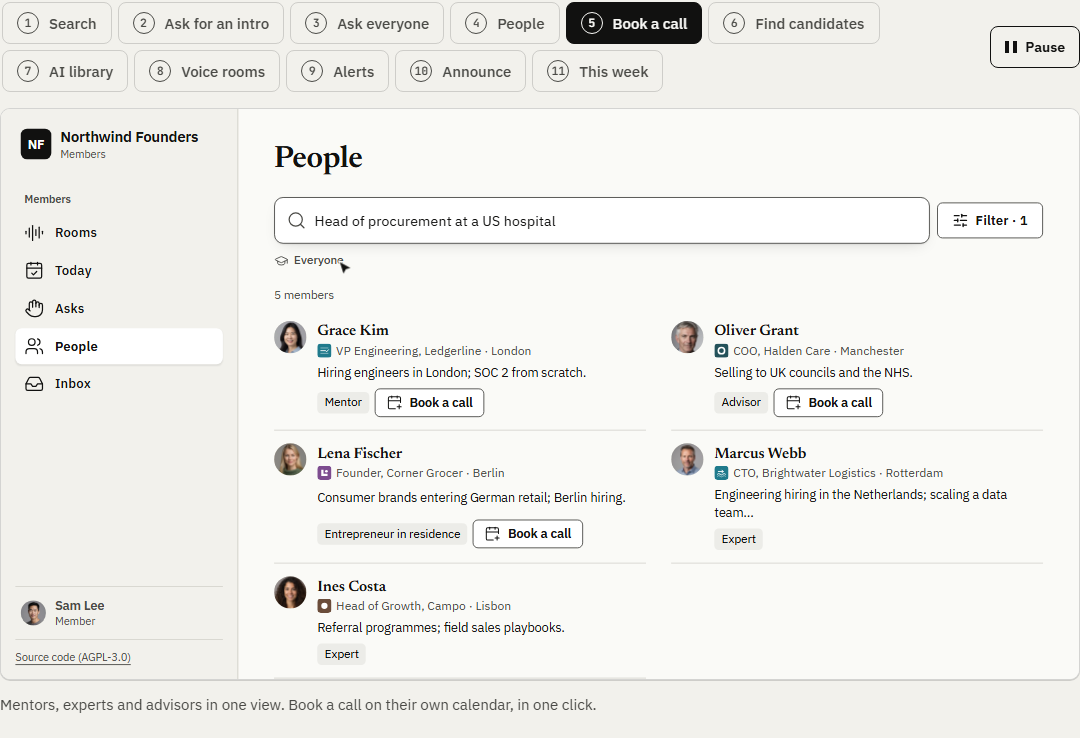 1 Search
2 Ask for an intro
3 Ask everyone
4 People
5 Book a call
6 Find candidates
7 AI library
8 Voice rooms
9 Alerts
10 Announce
11 This week
Pause
NF
Northwind Founders
Members
Members
Rooms
Today
Asks
People
Inbox
Sam Lee
Member
Source code (AGPL-3.0)
People
Head of procurement at a US hospital
Filter · 1
Everyone
5 members
Grace Kim
VP Engineering, Ledgerline · London
Hiring engineers in London; SOC 2 from scratch.
Mentor
Book a call
Oliver Grant
COO, Halden Care · Manchester
Selling to UK councils and the NHS.
Advisor
Book a call
Lena Fischer
Founder, Corner Grocer · Berlin
Consumer brands entering German retail; Berlin hiring.
Entrepreneur in residence
Book a call
Marcus Webb
CTO, Brightwater Logistics · Rotterdam
Engineering hiring in the Netherlands; scaling a data
team...
Expert
Ines Costa
Head of Growth, Campo · Lisbon
Referral programmes; field sales playbooks.
Expert
Mentors, experts and advisors in one view. Book a call on their own calendar, in one click.